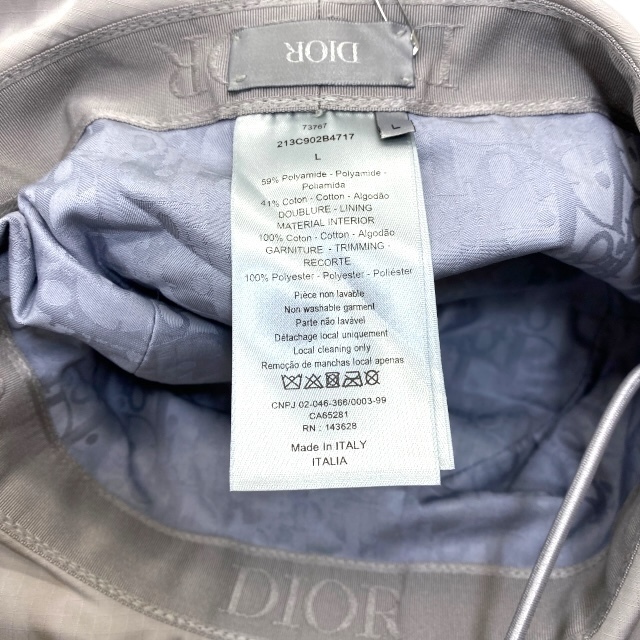 DIOR
DIOR
L
73767
213C902B4717
L
59% Polyamide - Polyamide -
Poliamida
41% Coton - Cotton - Algodão
DOUBLURE - LINING
MATERIAL INTERIOR
100% Coton - Cotton - Algodão
GARNITURE - TRIMMING -
RECORTE
100% Polyester - Polyester - Poliéster
Pièce non lavable
Non washable garment
Parte não lavável
Détachage local uniquement
Local cleaning only
Remoção de manchas local apenas
CNPJ 02-046-366/0003-99
CA65281
RN : 143628
Made In ITALY
ITALIA
DIOR